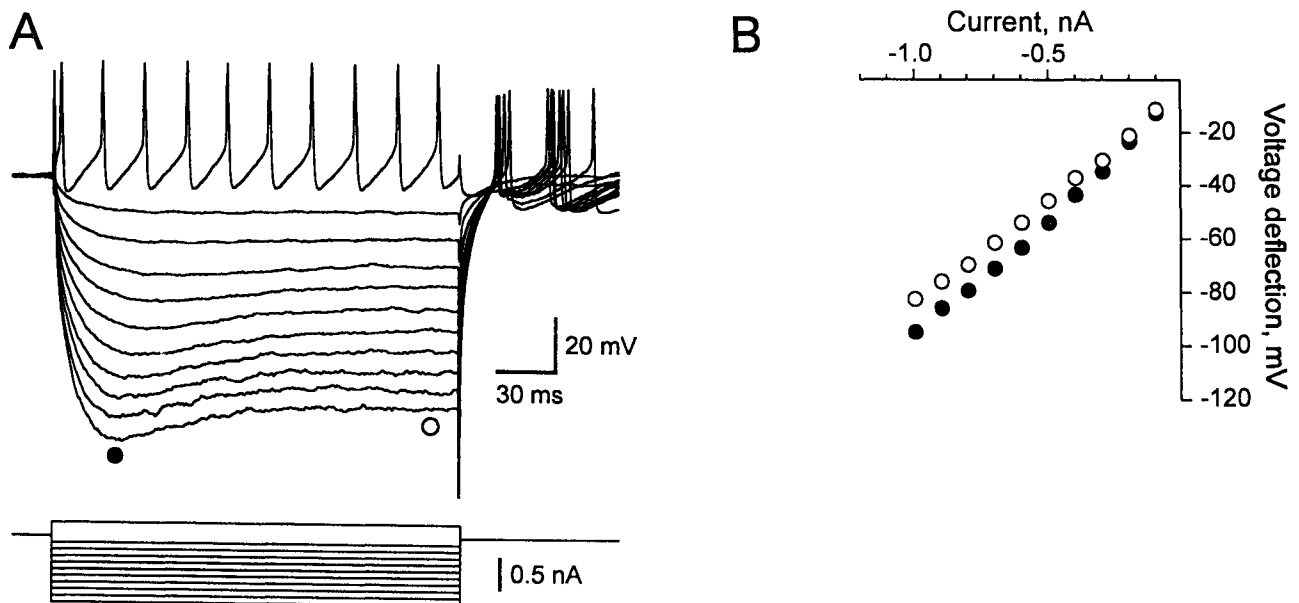 A
20 mV
30 ms
0.5 nA
B
Current, nA
-1.0
-0.5
-20
-40
-60
-80
-100
-120
Voltage deflection, mV